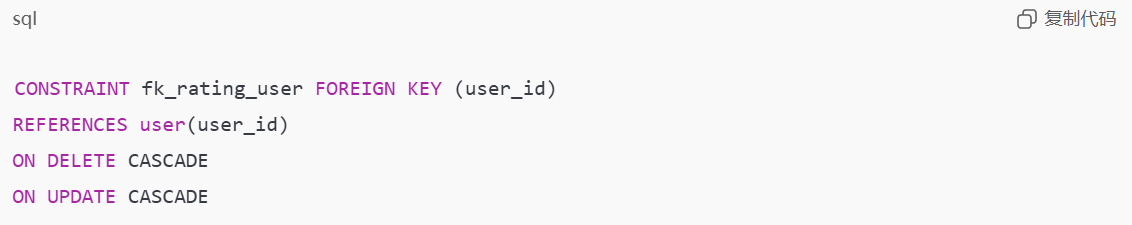 sql
复制代码
CONSTRAINT fk_rating_user FOREIGN KEY (user_id)
REFERENCES user(user_id)
ON DELETE CASCADE
ON UPDATE CASCADE